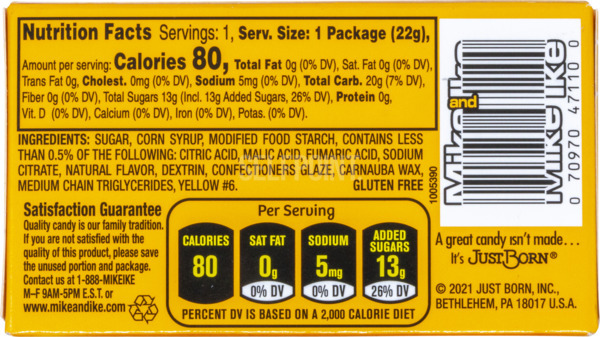 Nutrition Facts Servings: 1, Serv. Size: 1 Package (22g),
Amount per serving: Calories 80, Total Fat 0g (0% DV), Sat. Fat 0g (0% DV),
Trans Fat 0g, Cholest. 0mg (0% DV), Sodium 5mg (0% DV), Total Carb. 20g (7% DV),
Fiber 0g (0% DV), Total Sugars 13g (Incl. 13g Added Sugars, 26% DV), Protein 0g,
Vit. D (0% DV), Calcium (0% DV), Iron (0% DV), Potas. (0% DV).
INGREDIENTS: SUGAR, CORN SYRUP, MODIFIED FOOD STARCH, CONTAINS LESS
THAN 0.5% OF THE FOLLOWING: CITRIC ACID, MALIC ACID, FUMARIC ACID, SODIUM
CITRATE, NATURAL FLAVOR, DEXTRIN, CONFECTIONERS GLAZE, CARNAUBA WAX,
MEDIUM CHAIN TRIGLYCERIDES, YELLOW #6. GLUTEN FREE
1005390
Mike and Ike
0 70970 47110 0
Satisfaction Guarantee
Quality candy is our family tradition.
If you are not satisfied with the
quality of this product, please save
the unused portion and package.
Contact us at 1-888-MIKEIKE
M–F 9AM-5PM E.S.T. or
www.mikeandike.com
Per Serving
CALORIES
80
SAT FAT
0g
0% DV
SODIUM
5mg
0% DV
ADDED
SUGARS
13g
26% DV
PERCENT DV IS BASED ON A 2,000 CALORIE DIET
A great candy isn't made...
It's JUST BORN®
© 2021 JUST BORN, INC.,
BETHLEHEM, PA 18017 U.S.A.